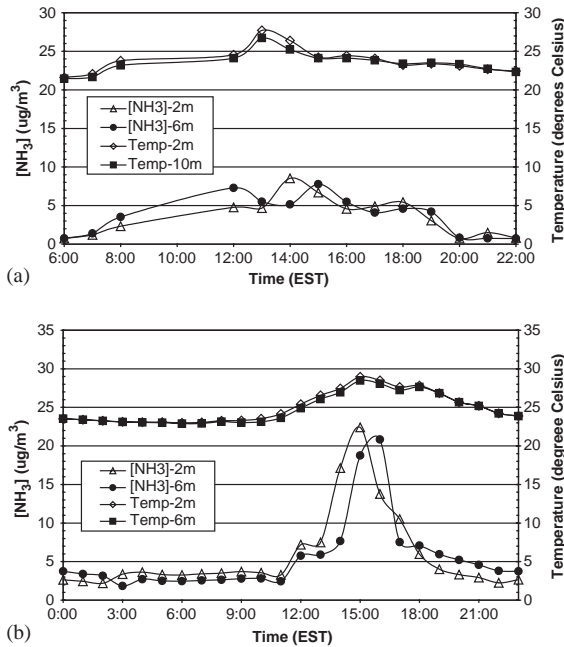 30
25
20
15
10
5
0
[NH3] (ug/m3)
[NH3]-2m
[NH3]-6m
Temp-2m
Temp-10m
30
25
20
15
10
5
0
Temperature (degrees Celsius)
6:00 8:00 10:00 12:00 14:00 16:00 18:00 20:00 22:00
Time (EST)
(a)
35
30
25
20
15
10
5
0
[NH3] (ug/m3)
[NH3]-2m
[NH3]-6m
Temp-2m
Temp-6m
35
30
25
20
15
10
5
0
Temperature (degreee Celsius)
0:00 3:00 6:00 9:00 12:00 15:00 18:00 21:00
Time (EST)
(b)